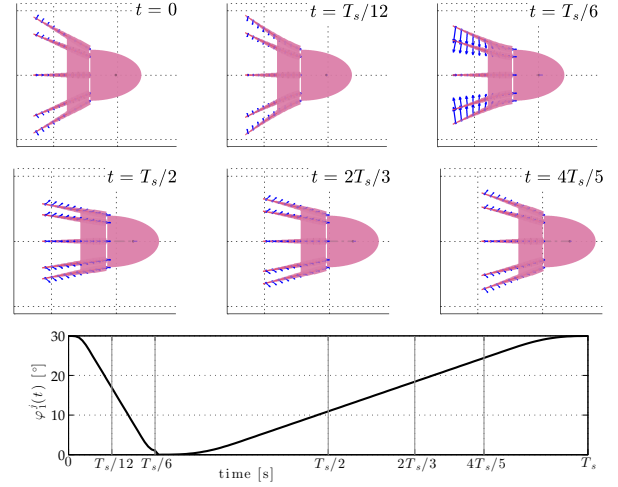 t = 0
t = T_s/12
t = T_s/6
t = T_s/2
t = 2T_s/3
t = 4T_s/5
30
20
10
0
φ_1^j(t) [°]
0 T_s/12 T_s/6 T_s/2 2T_s/3 4T_s/5 T_s
time [s]